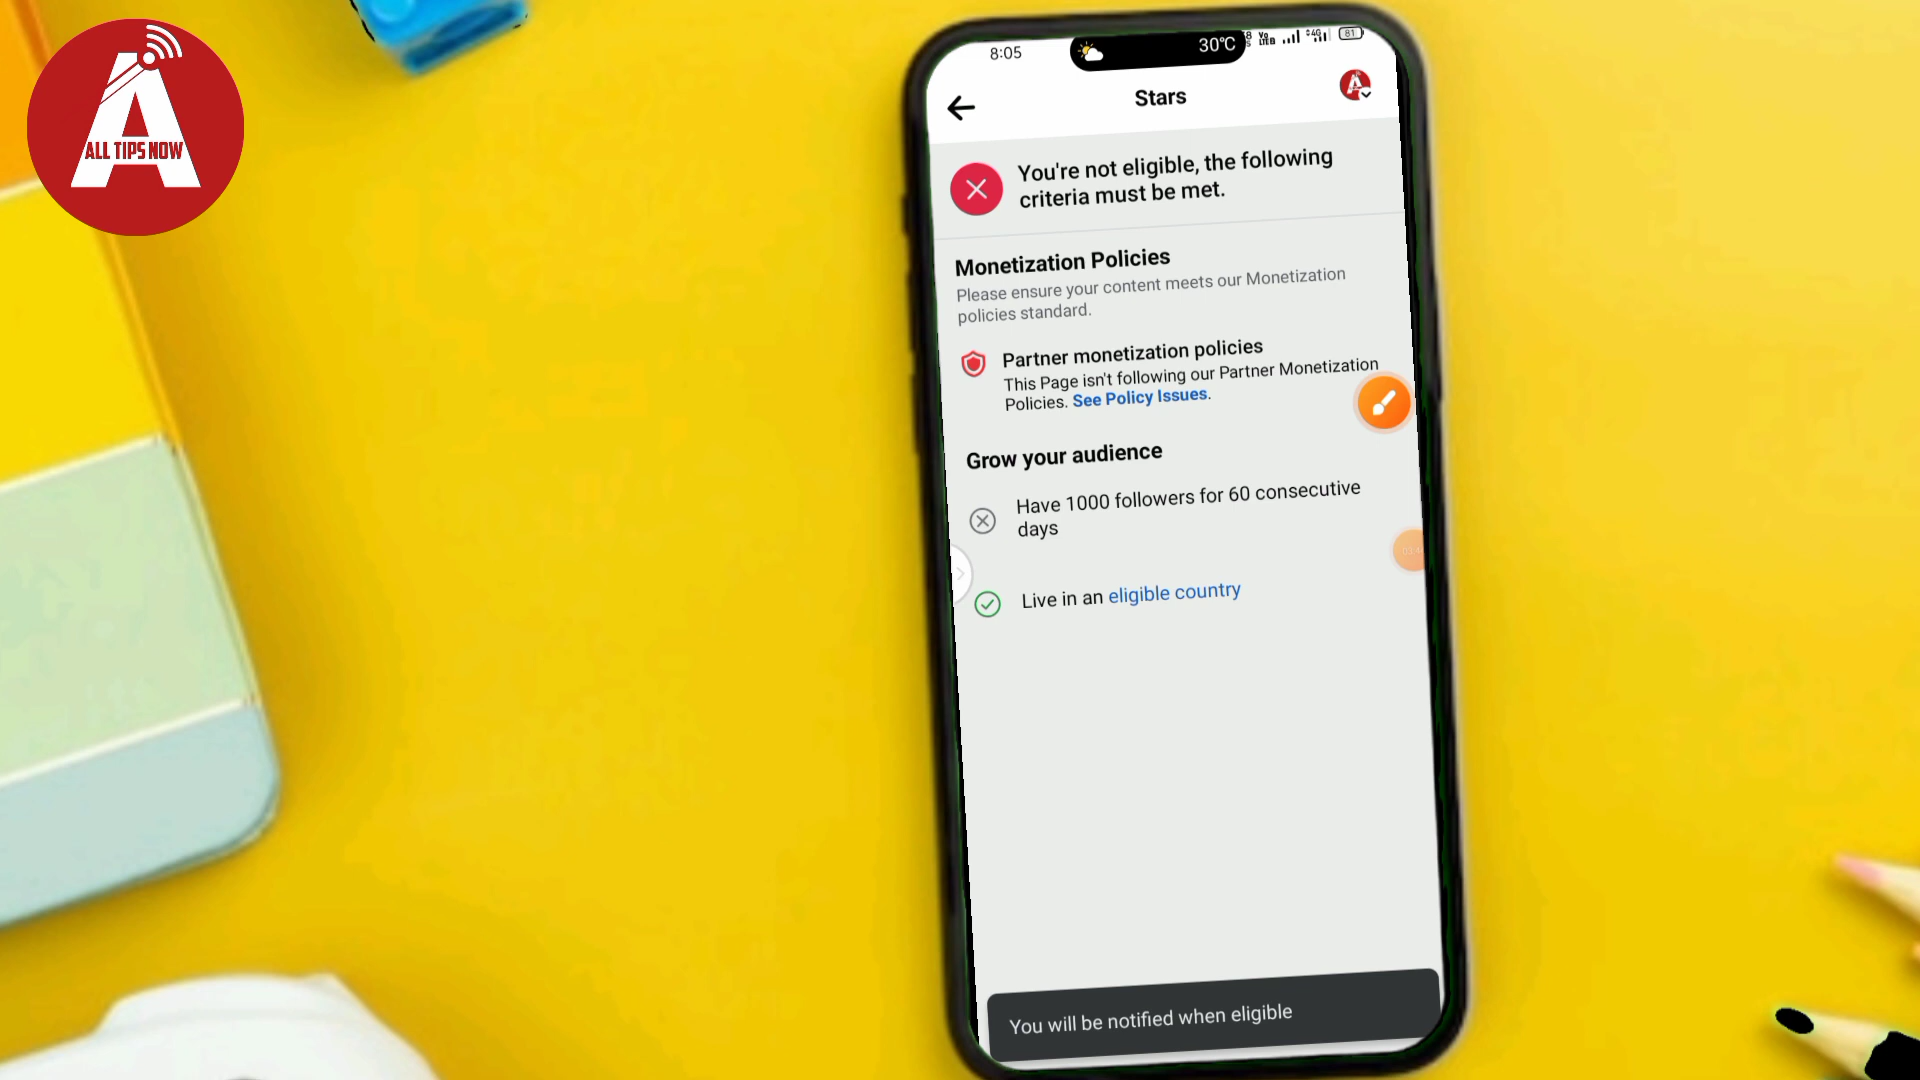 ALL TIPS NOW
8:05
30°C
4G
81
Stars
You're not eligible, the following
criteria must be met.
Monetization Policies
Please ensure your content meets our Monetization
policies standard.
Partner monetization policies
This Page isn't following our Partner Monetization
Policies. See Policy Issues.
Grow your audience
Have 1000 followers for 60 consecutive
days
Live in an eligible country
You will be notified when eligible